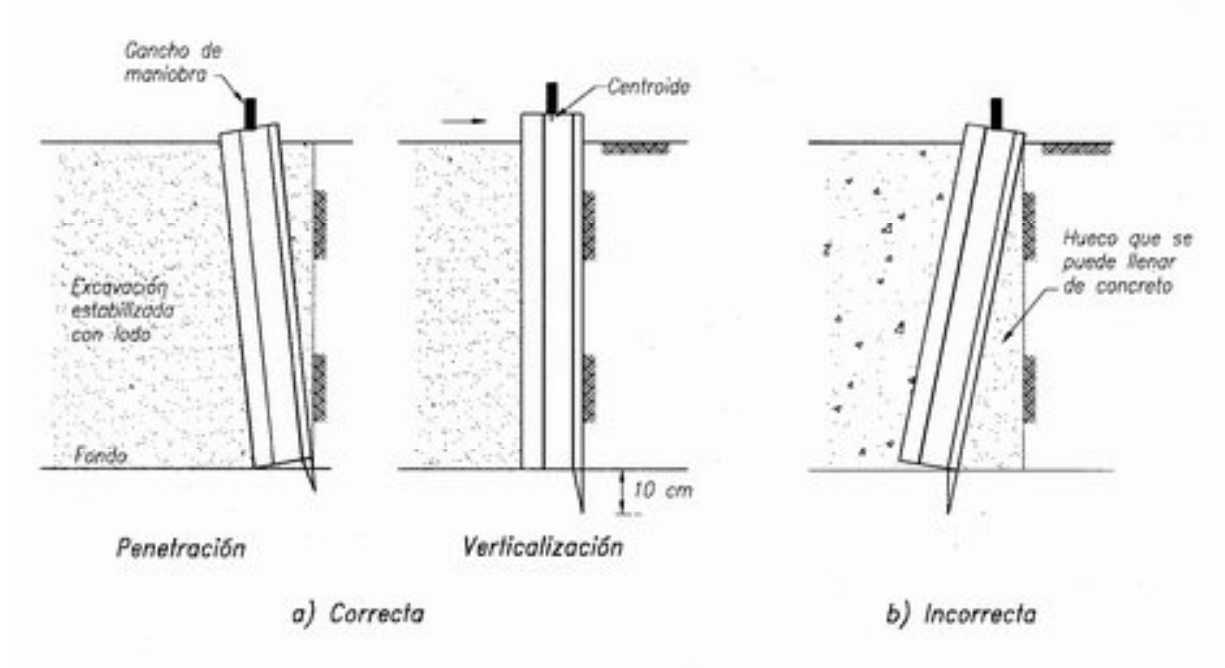 Gancho de
maniobra
Centroide
Excavación
estabilizada
con lodo
Fondo
10 cm
Hueco que se
puede llenar
de concreto
Penetración
Verticalización
a) Correcta
b) Incorrecta